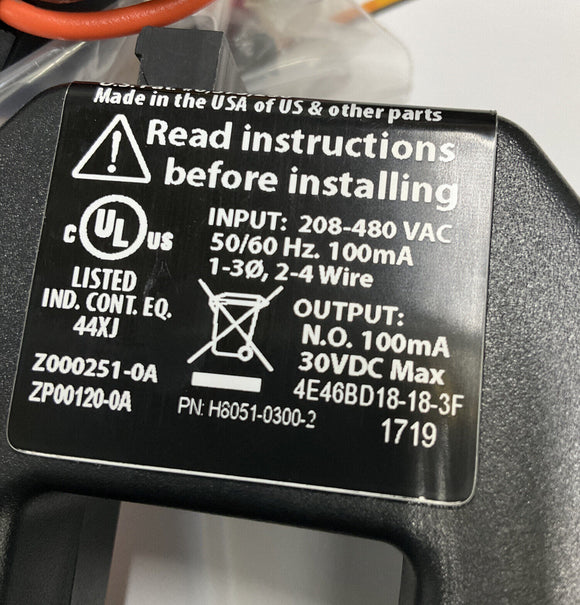 Made in the USA of US & other parts
Read instructions
before installing
C UL US
LISTED
IND. CONT. EQ.
44XJ
INPUT: 208-480 VAC
50/60 Hz. 100mA
1-3Ø, 2-4 Wire
OUTPUT:
N.O. 100mA
30VDC Max
4E46BD18-18-3F
1719
Z000251-0A
ZP00120-0A
PN: H6051-0300-2